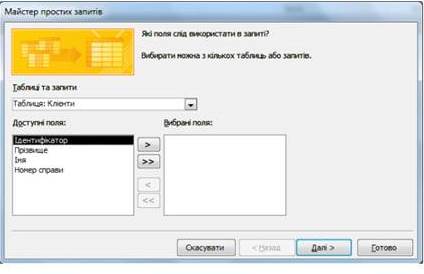 Майстер простих запитів
Які поля слід використати в запиті?
Вибирати можна з кількох таблиць або запитів.
Таблиці та запити
Таблиця: Клієнти
Доступні поля:
Вибрані поля:
Ідентифікатор
Прізвище
Імя
Номер справи
>
>>
<
<<
Скасувати
< Назад
Далі >
Готово